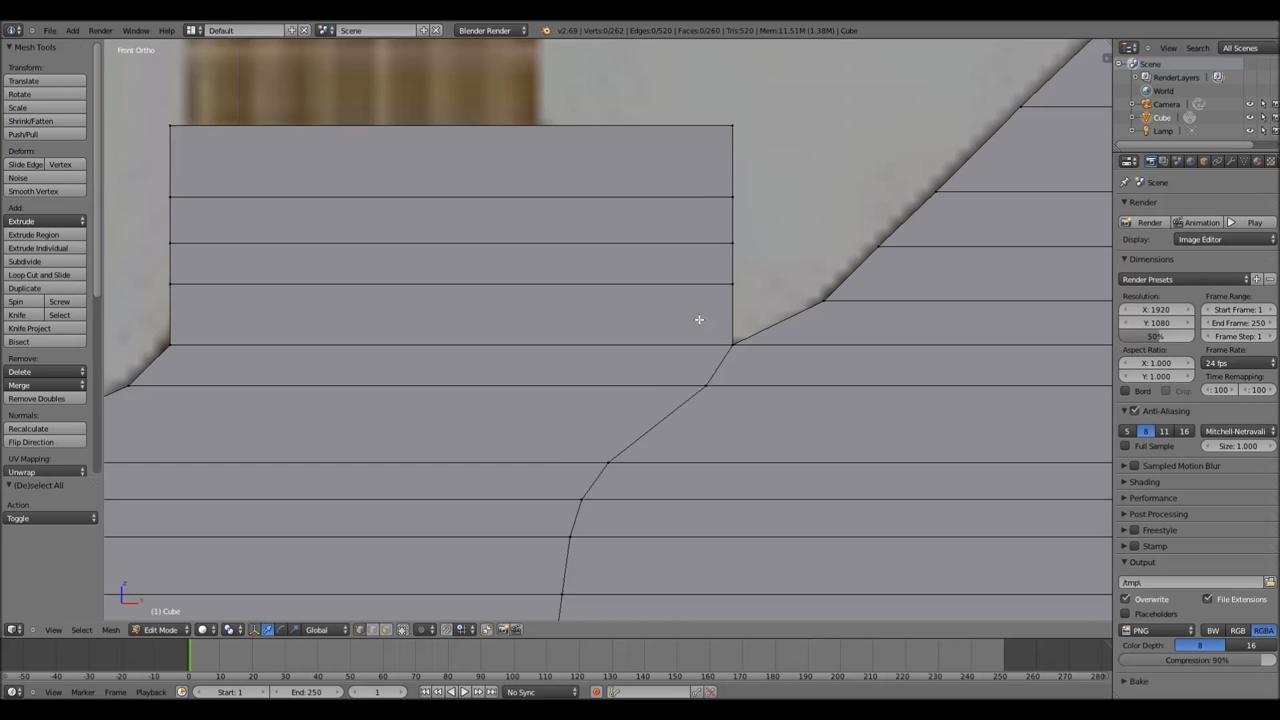 File Add Render Window Help Default Scene Blender Render v2.69 | Verts:0/262 | Edges:0/520 | Faces:0/260 | Tris:520 | Mem:11.51M (1.38M) | Cube
Mesh Tools
Transform:
Translate
Rotate
Scale
Shrink/Fatten
Push/Pull
Deform:
Slide Edge Vertex
Noise
Smooth Vertex
Add:
Extrude
Extrude Region
Extrude Individual
Subdivide
Loop Cut and Slide
Duplicate
Spin Screw
Knife Select
Knife Project
Bisect
Remove:
Delete
Merge
Remove Doubles
Normals:
Recalculate
Flip Direction
UV Mapping:
Unwrap
(De)select All
Action
Toggle
Front Ortho
z
x
(1) Cube
View Select Mesh Edit Mode Global
View Search All Scenes
Scene
RenderLayers
World
Camera
Cube
Lamp
Scene
Render
Render Animation Play
Display: Image Editor
Dimensions
Render Presets
Resolution: Frame Range:
X: 1920 Start Frame: 1
Y: 1080 End Frame: 250
50% Frame Step: 1
Aspect Ratio: Frame Rate:
X: 1.000 24 fps
Y: 1.000 Time Remapping:
Bord Crop :100 :100
Anti-Aliasing
5 8 11 16 Mitchell-Netravali
Full Sample Size: 1.000
Sampled Motion Blur
Shading
Performance
Post Processing
Freestyle
Stamp
Output
/tmp\
Overwrite File Extensions
Placeholders
PNG BW RGB RGBA
Color Depth: 8 16
Compression: 90%
Bake
-50 -40 -30 -20 -10 0 10 20 30 40 50 60 70 80 90 100 110 120 130 140 150 160 170 180 190 200 210 220 230 240 250 260 270 280
View Marker Frame Playback Start: 1 End: 250 1 No Sync